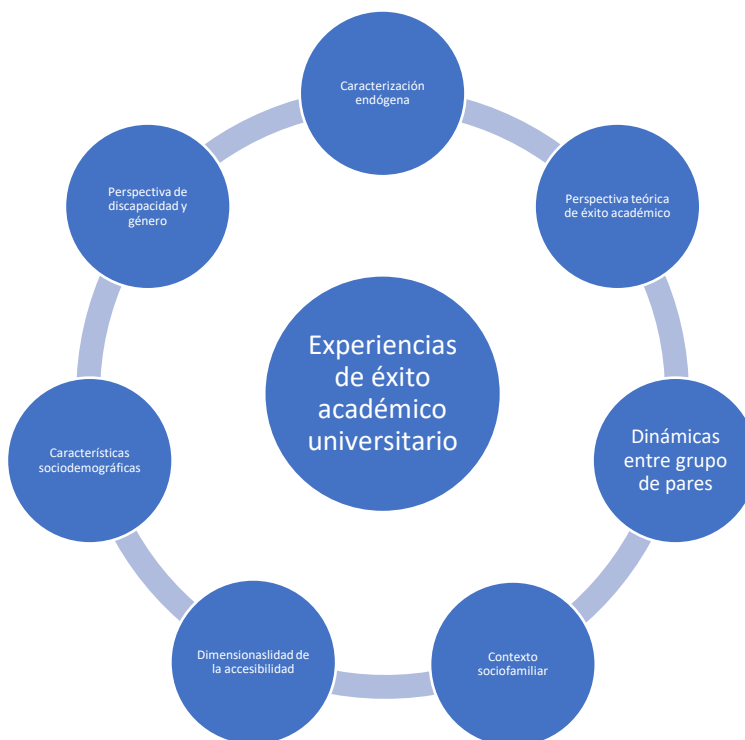 Caracterización
endógena
Perspectiva teórica
de éxito académico
Dinámicas
entre grupo
de pares
Contexto
sociofamiliar
Dimensionaslidad de
la accesibilidad
Características
sociodemográficas
Perspectiva de
discapacidad y
género
Experiencias
de éxito
académico
universitario